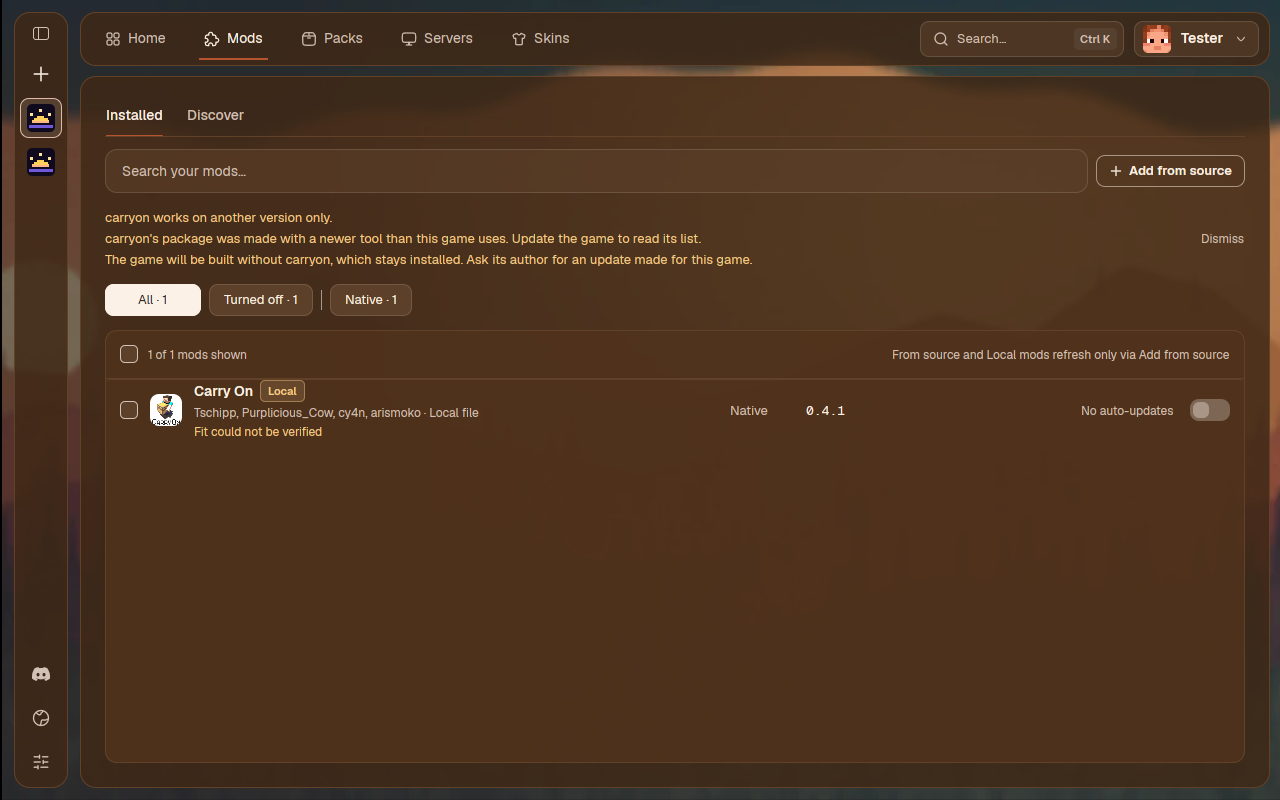 Home
Mods
Packs
Servers
Skins
Search...
Ctrl K
Tester
Installed
Discover
Search your mods...
Add from source
carryon works on another version only.
carryon's package was made with a newer tool than this game uses. Update the game to read its list.
Dismiss
The game will be built without carryon, which stays installed. Ask its author for an update made for this game.
All · 1
Turned off · 1
Native · 1
1 of 1 mods shown
From source and Local mods refresh only via Add from source
Carry On
Local
Tschipp, Purplicious_Cow, cy4n, arismoko · Local file
Fit could not be verified
Native
0.4.1
No auto-updates
Carry On